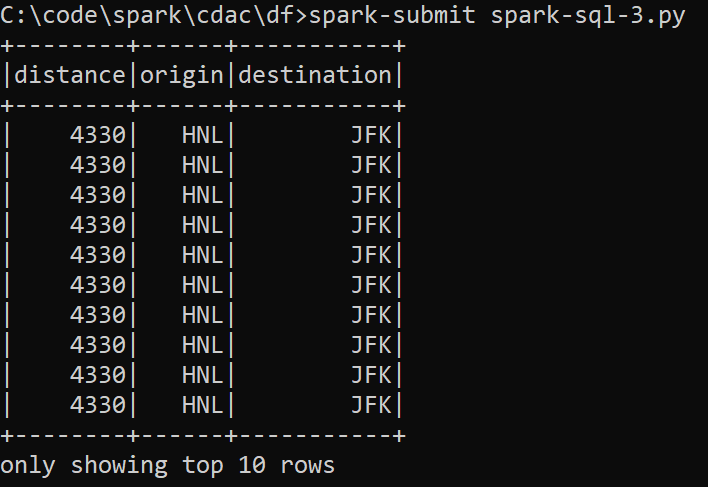 C:\code\spark\cdac\df>spark-submit spark-sql-3.py
+--------+------+-----------+
|distance|origin|destination|
+--------+------+-----------+
|    4330|   HNL|        JFK|
|    4330|   HNL|        JFK|
|    4330|   HNL|        JFK|
|    4330|   HNL|        JFK|
|    4330|   HNL|        JFK|
|    4330|   HNL|        JFK|
|    4330|   HNL|        JFK|
|    4330|   HNL|        JFK|
|    4330|   HNL|        JFK|
|    4330|   HNL|        JFK|
+--------+------+-----------+
only showing top 10 rows